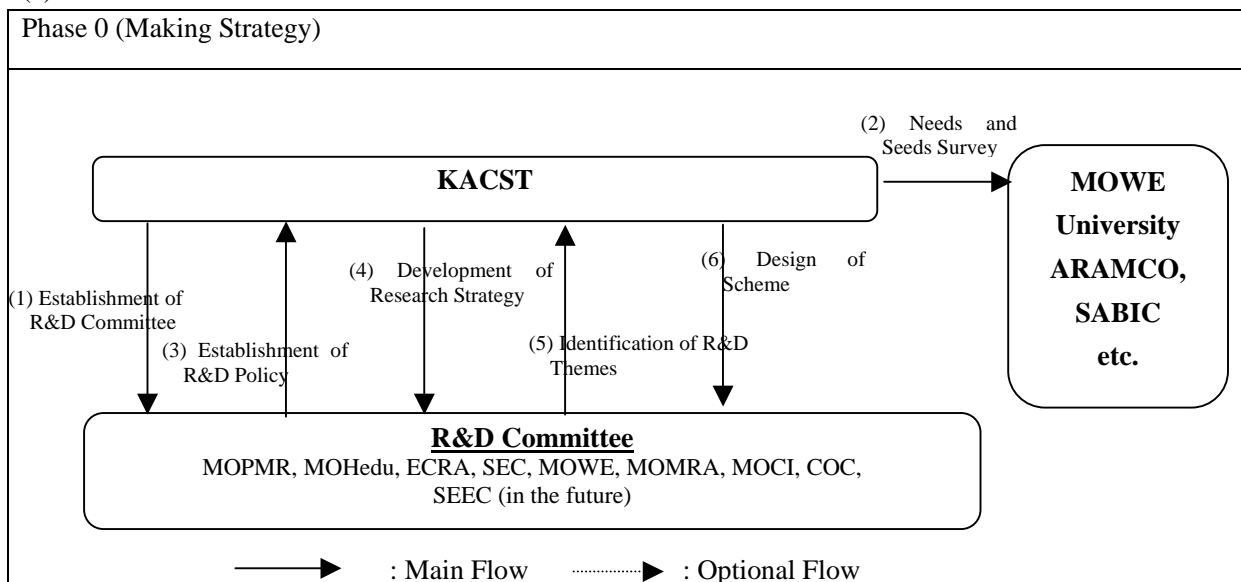 Phase 0 (Making Strategy)
(2) Needs and
Seeds Survey
KACST
MOWE
University
ARAMCO,
SABIC
etc.
(1) Establishment of
R&D Committee
(3) Establishment of
R&D Policy
(4) Development of
Research Strategy
(5) Identification of R&D
Themes
(6) Design of
Scheme
R&D Committee
MOPMR, MOHedu, ECRA, SEC, MOWE, MOMRA, MOCI, COC,
SEEC (in the future)
: Main Flow : Optional Flow